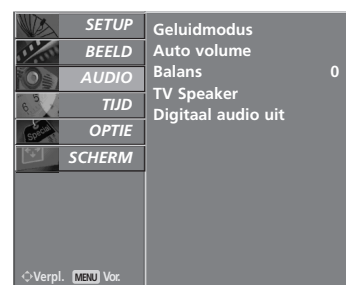 SETUP
BEELD
AUDIO
TIJD
OPTIE
SCHERM
Geluidmodus
Auto volume
Balans 0
TV Speaker
Digitaal audio uit
Special
Verpl. MENU Vor.